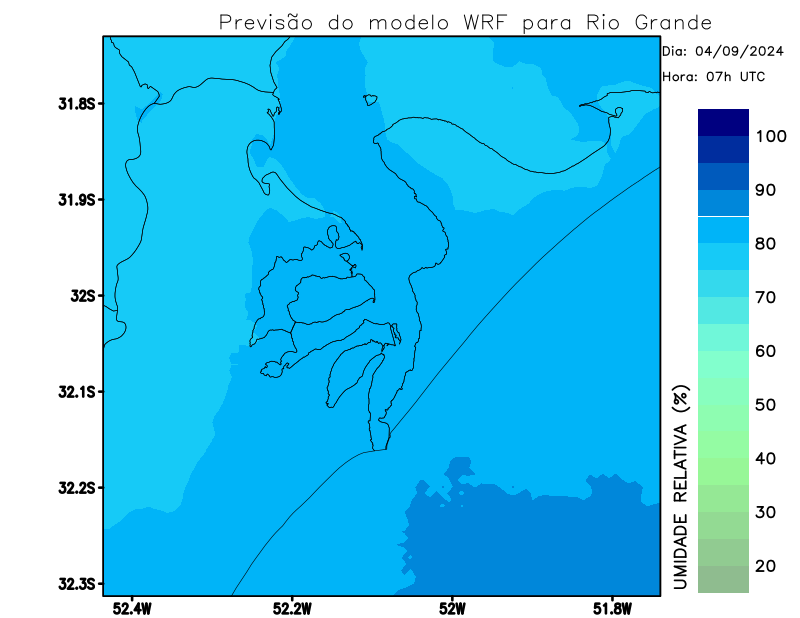 Previsão do modelo WRF para Rio Grande
Dia: 04/09/2024
Hora: 07h UTC
31.8S
31.9S
32S
32.1S
32.2S
32.3S
52.4W
52.2W
52W
51.8W
100
90
80
70
60
50
40
30
20
UMIDADE RELATIVA (%)